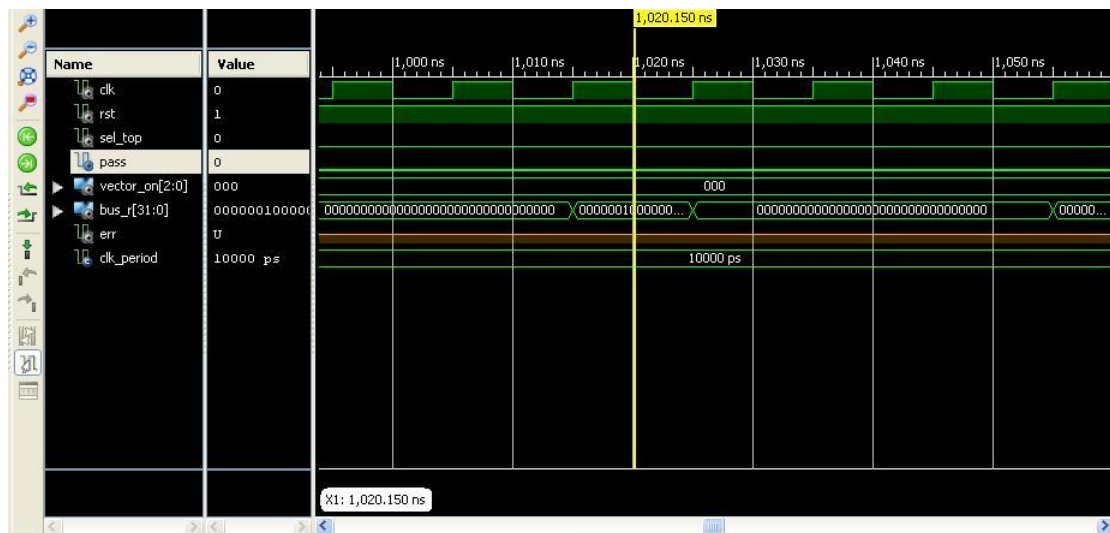 1,020.150 ns
Name Value
1,000 ns 1,010 ns 1,020 ns 1,030 ns 1,040 ns 1,050 ns
clk 0
rst 1
sel_top 0
pass 0
vector_on[2:0] 000 000
bus_r[31:0] 000000100000 00000000000000000000000000000000 0000001000000... 00000000000000000000000000000000 00000...
err U
clk_period 10000 ps 10000 ps
X1: 1,020.150 ns